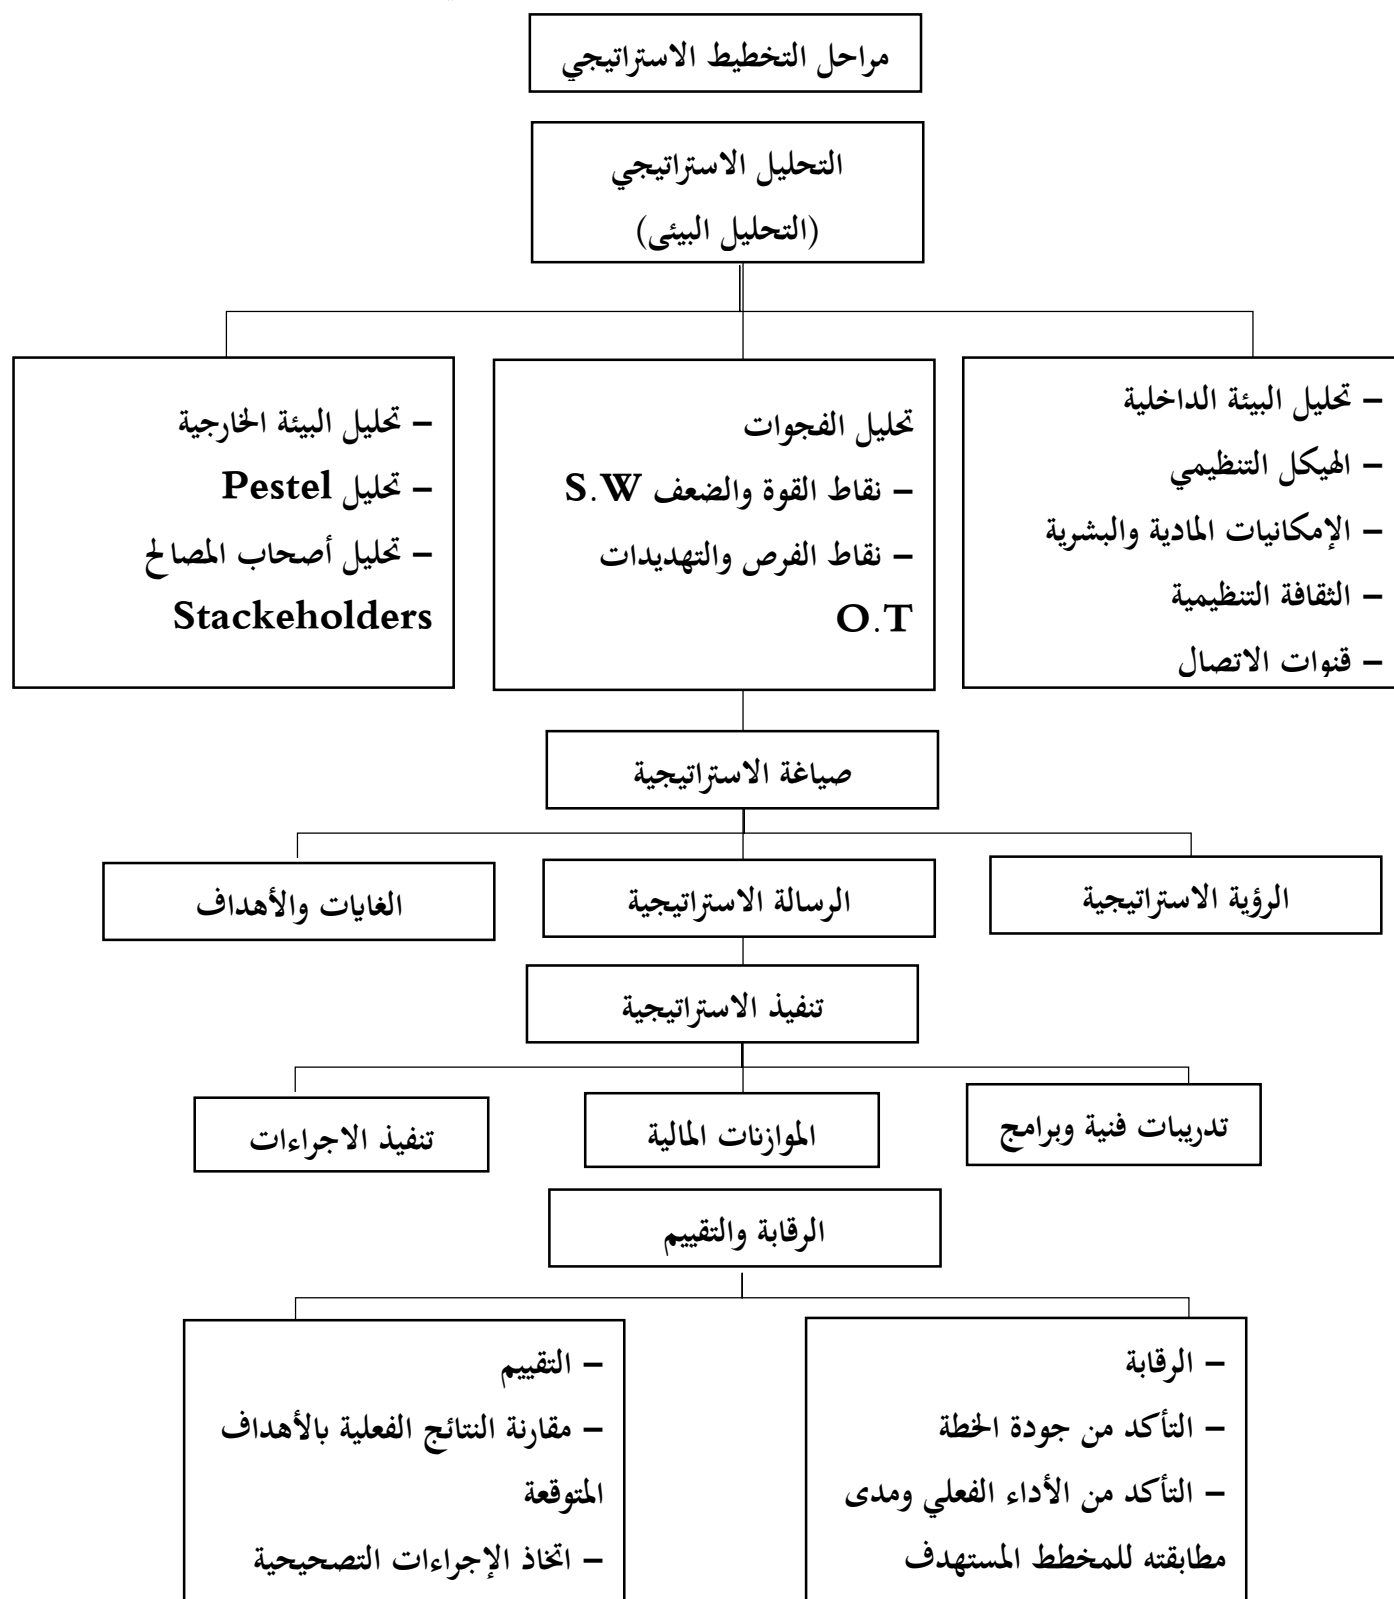 مراحل التخطيط الاستراتيجي
التحليل الاستراتيجي
(التحليل البيئى)
– تحليل البيئة الداخلية
– الهيكل التنظيمي
– الإمكانيات المادية والبشرية
– الثقافة التنظيمية
– قنوات الاتصال
تحليل الفجوات
– نقاط القوة والضعف S.W
– نقاط الفرص والتهديدات
O.T
– تحليل البيئة الخارجية
– تحليل Pestel
– تحليل أصحاب المصالح
Stackeholders
صياغة الاستراتيجية
الرؤية الاستراتيجية
الرسالة الاستراتيجية
الغايات والأهداف
تنفيذ الاستراتيجية
تدريبات فنية وبرامج
الموازنات المالية
تنفيذ الاجراءات
الرقابة والتقييم
– الرقابة
– التأكد من جودة الخطة
– التأكد من الأداء الفعلي ومدى
مطابقته للمخطط المستهدف
– التقييم
– مقارنة النتائج الفعلية بالأهداف
المتوقعة
– اتخاذ الإجراءات التصحيحية